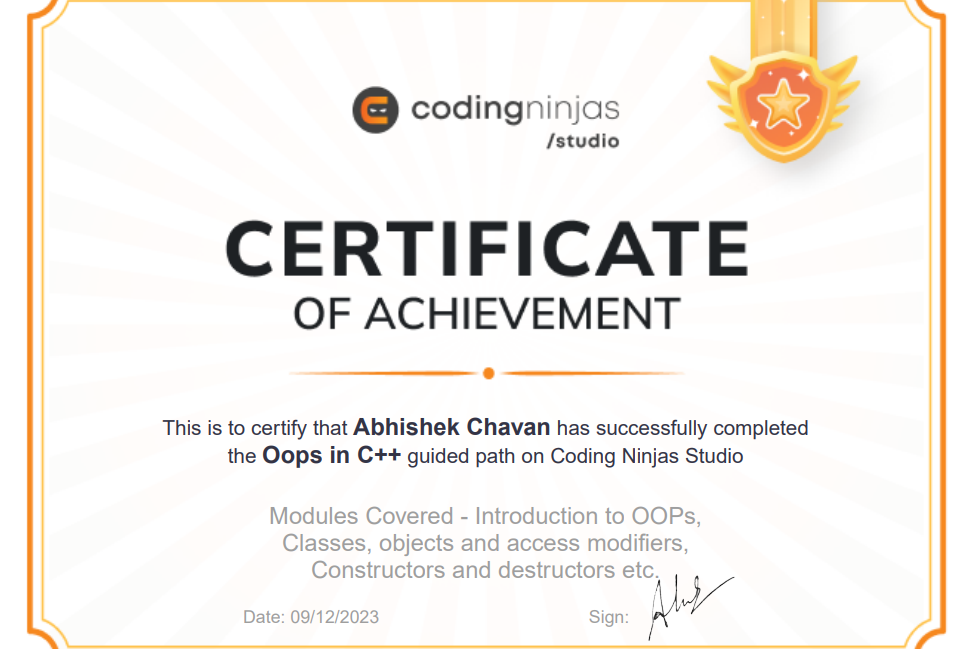 codingninjas
/studio
CERTIFICATE
OF ACHIEVEMENT
This is to certify that Abhishek Chavan has successfully completed
the Oops in C++ guided path on Coding Ninjas Studio
Modules Covered - Introduction to OOPs,
Classes, objects and access modifiers,
Constructors and destructors etc.
Date: 09/12/2023
Sign: